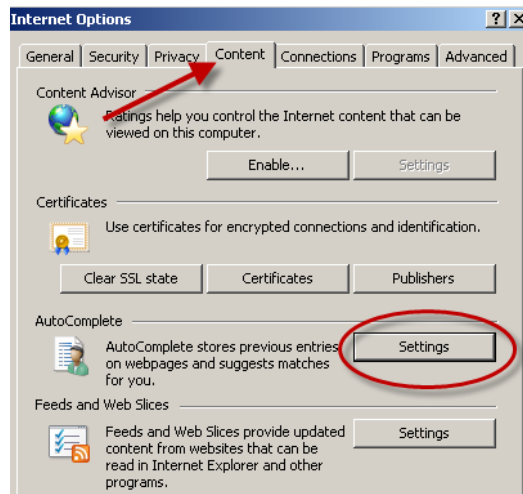 Internet Options
General Security Privacy Content Connections Programs Advanced
Content Advisor
Ratings help you control the Internet content that can be
viewed on this computer.
Enable... Settings
Certificates
Use certificates for encrypted connections and identification.
Clear SSL state Certificates Publishers
AutoComplete
AutoComplete stores previous entries
on webpages and suggests matches
for you.
Settings
Feeds and Web Slices
Feeds and Web Slices provide updated
content from websites that can be
read in Internet Explorer and other
programs.
Settings